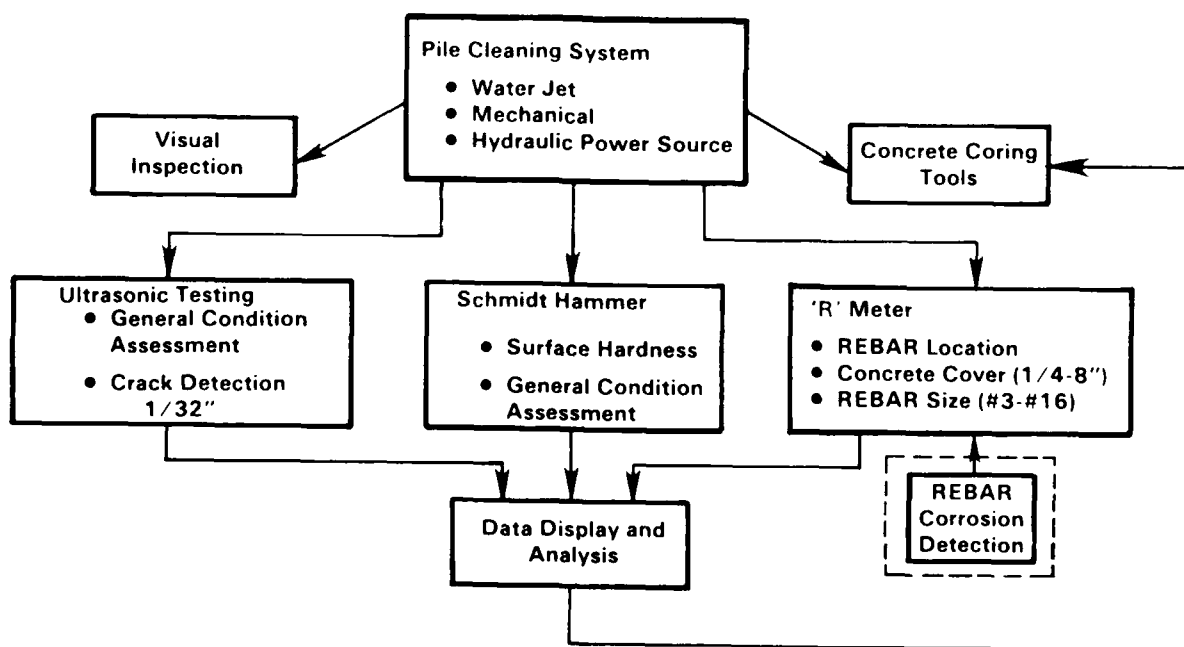 Pile Cleaning System
● Water Jet
● Mechanical
● Hydraulic Power Source
Visual
Inspection
Concrete Coring
Tools
Ultrasonic Testing
● General Condition
Assessment
● Crack Detection
1/32"
Schmidt Hammer
● Surface Hardness
● General Condition
Assessment
'R' Meter
● REBAR Location
● Concrete Cover (1/4-8")
● REBAR Size (#3-#16)
Data Display and
Analysis
REBAR
Corrosion
Detection